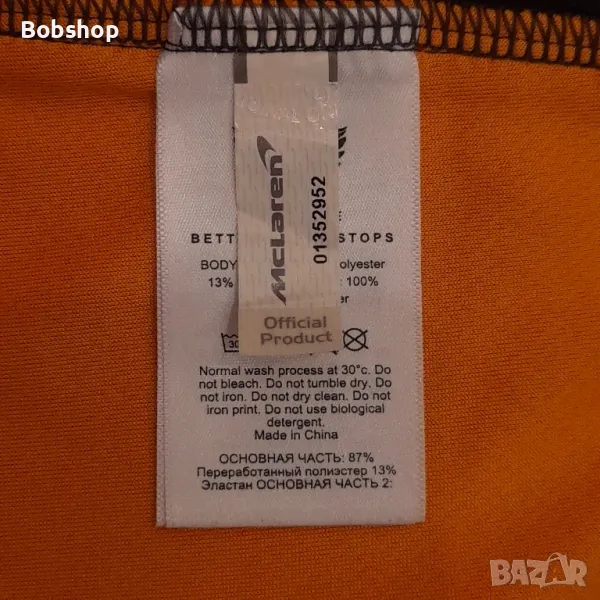 Bobshop
McLaren
01352952
Official
Product
BETT STOPS
BODY olyester
13% : 100%
er
30
Normal wash process at 30°c. Do
not bleach. Do not tumble dry. Do
not iron. Do not dry clean. Do not
iron print. Do not use biological
detergent.
Made in China
ОСНОВНАЯ ЧАСТЬ: 87%
Переработанный полиэстер 13%
Эластан ОСНОВНАЯ ЧАСТЬ 2:
BAZAR